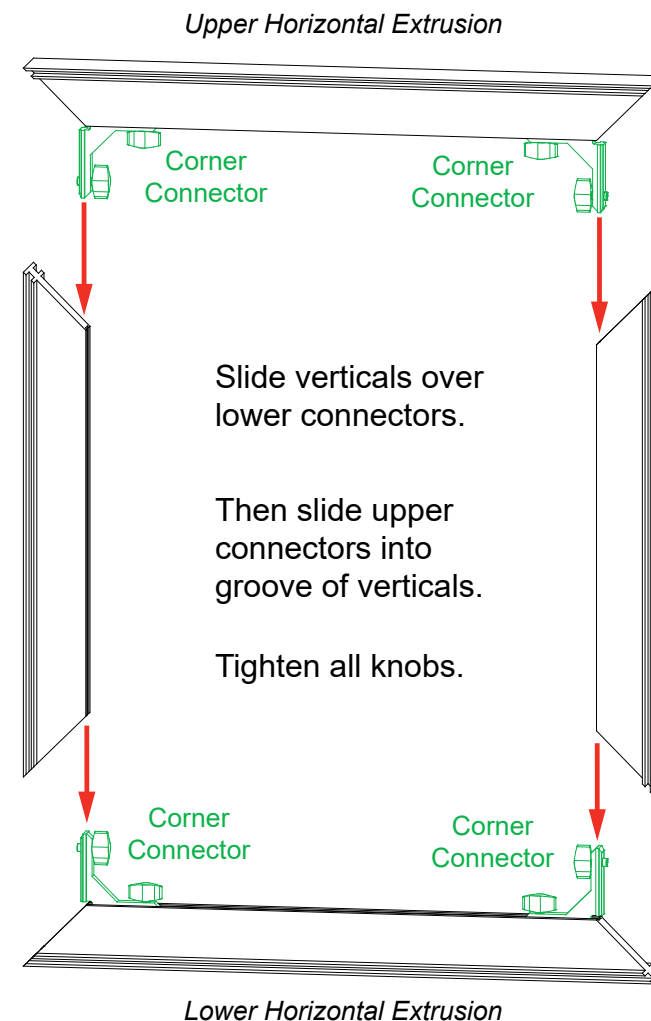 Upper Horizontal Extrusion
Corner
Connector
Corner
Connector
Slide verticals over
lower connectors.
Then slide upper
connectors into
groove of verticals.
Tighten all knobs.
Corner
Connector
Corner
Connector
Lower Horizontal Extrusion